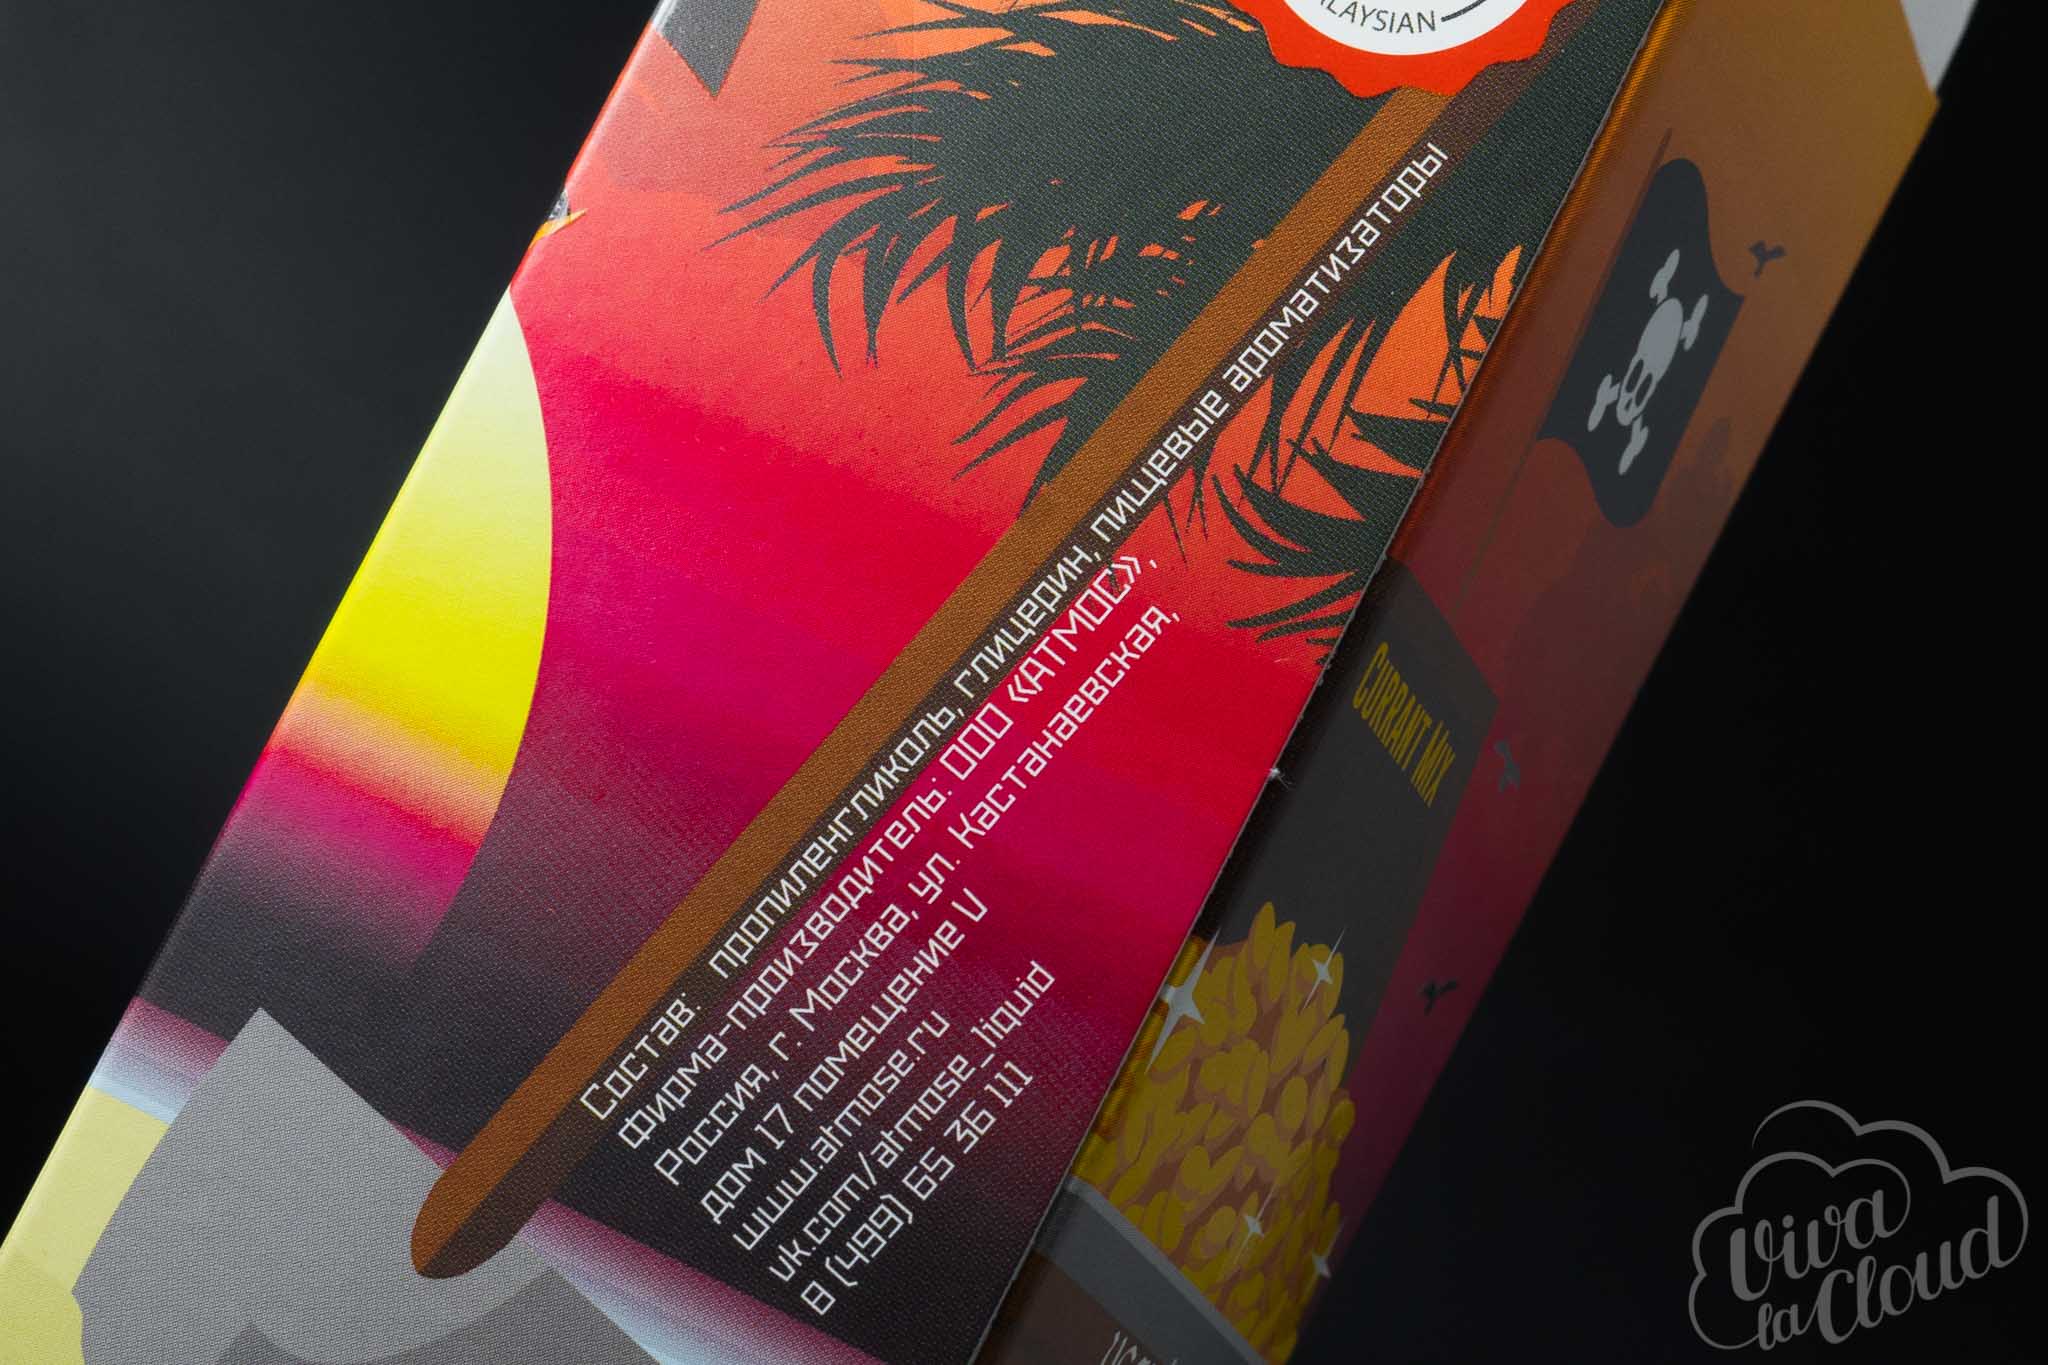 MALAYSIAN
Состав: пропиленгликоль, глицерин, пищевые ароматизаторы
фирма-производитель: ООО «АТМОС»,
Россия, г. Москва, ул. Кастанаевская,
дом 17 помещение V
www.atmose.ru
vk.com/atmose_liquid
8 (499) 65 36 111
CURRANT MIX
Viva
la Cloud